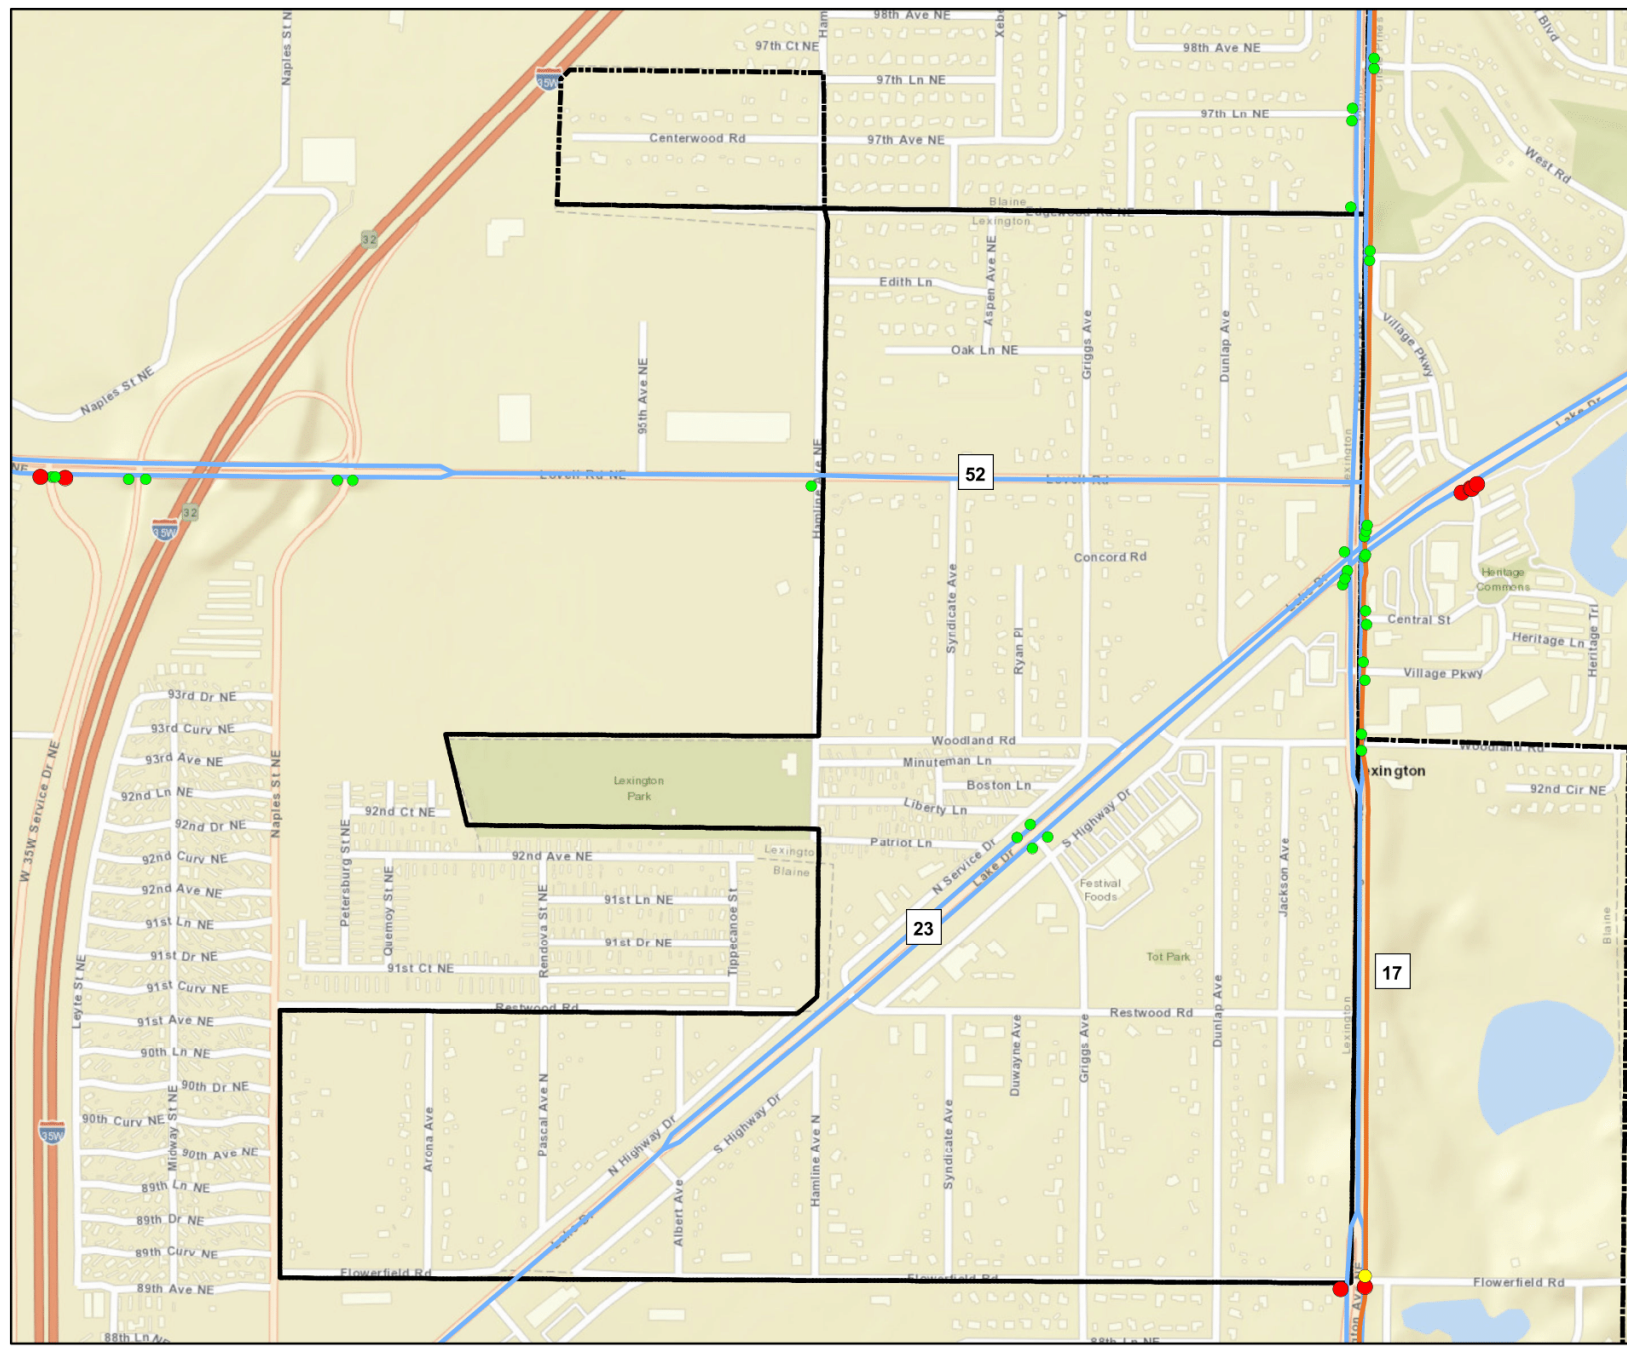 Naples St N
98th Ave NE
97th Ct NE
98th Ave NE
97th Ln NE
35W
97th Ln NE
Centerwood Rd
97th Ave NE
West Rd
Blaine
Edgewood Rd NE
Lexington
32
Edith Ln
Aspen Ave NE
Griggs Ave
Dunlap Ave
Village Pkwy
Oak Ln NE
95th Ave NE
Naples St NE
Lake Dr
Lexington
NE
Lovell Rd NE
52
Lovell Rd
Hamline Ave NE
32
35W
Concord Rd
Syndicate Ave
Ryan Pl
Lake Dr
Heritage
Commons
Central St
Heritage Ln
Heritage Trl
Village Pkwy
93rd Dr NE
93rd Curv NE
93rd Ave NE
92nd Ln NE
92nd Dr NE
92nd Curv NE
92nd Ave NE
91st Ln NE
91st Dr NE
91st Curv NE
91st Ave NE
90th Ln NE
90th Dr NE
90th Curv NE
90th Ave NE
89th Ln NE
89th Dr NE
89th Curv NE
89th Ave NE
88th Ln NE
W 35W Service Dr NE
Leyte St NE
Midway St NE
Naples St NE
35W
Woodland Rd
Woodland Rd
Minuteman Ln
Lexington
Park
xington
Boston Ln
92nd Cir NE
92nd Ct NE
Liberty Ln
S Highway Dr
Patriot Ln
Lexingto
Blaine
92nd Ave NE
N Service Dr
Lake Dr
Festival
Foods
Petersburg St NE
Quemoy St NE
Rendova St NE
Tippecanoe St
91st Ln NE
91st Dr NE
91st Ct NE
23
Jackson Ave
Blaine
Tot Park
17
Restwood Rd
Restwood Rd
Dunlap Ave
Lexington
Duwayne Ave
Griggs Ave
Arona Ave
Pascal Ave N
N Highway Dr
S Highway Dr
Hamline Ave N
Syndicate Ave
Albert Ave
Lake Dr
Flowerfield Rd
Flowerfield Rd
Flowerfield Rd
88th Ln NE